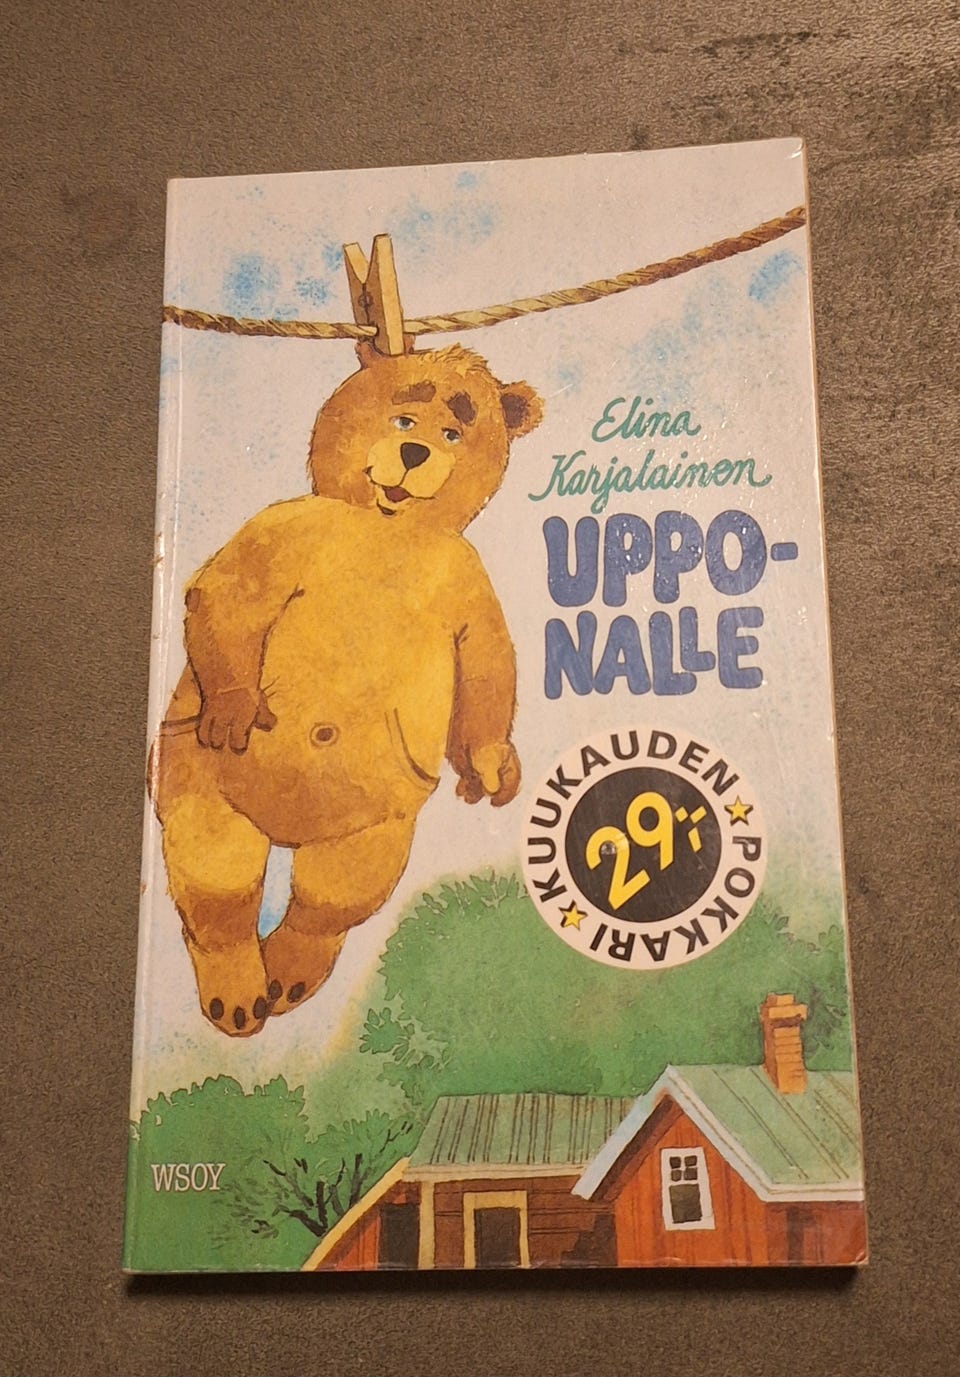 Elina
Karjalainen
UPPO-
NALLE
KUUKAUDEN
POKKARI
29:-
WSOY